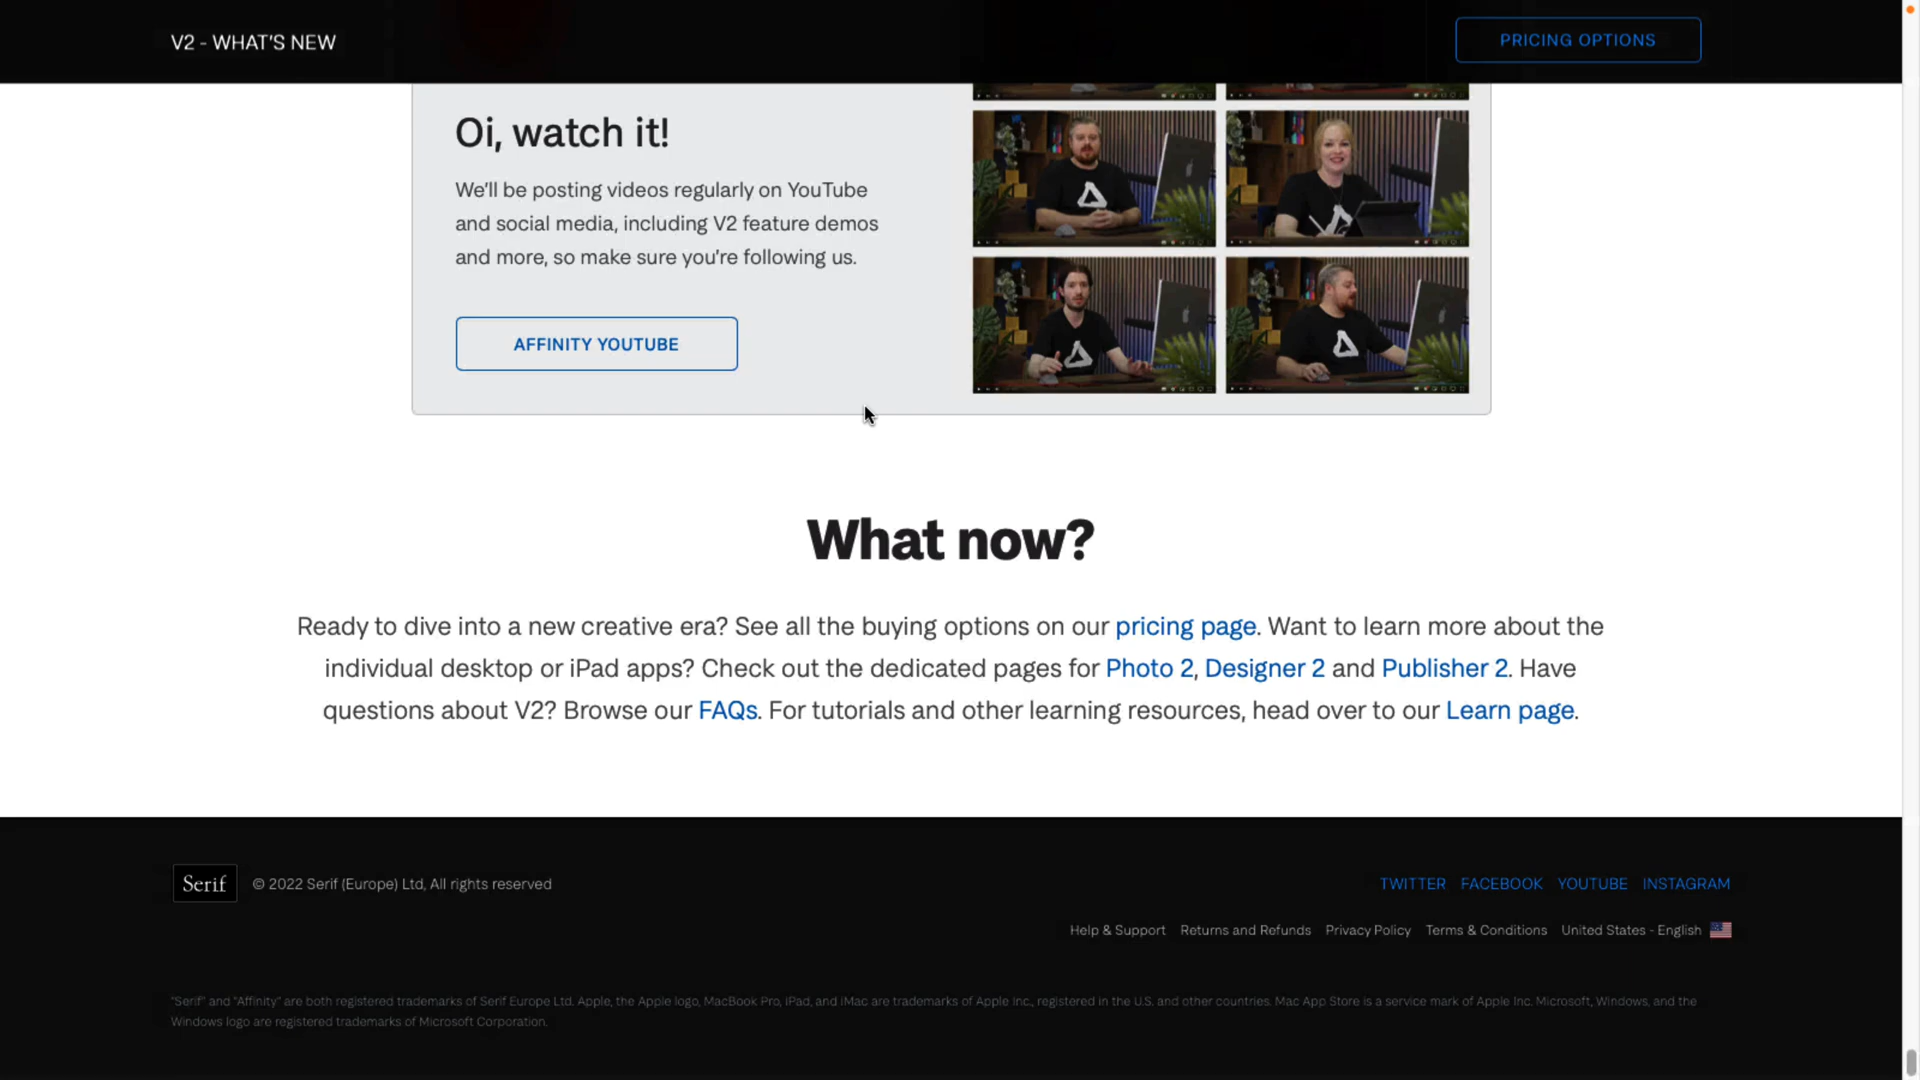 V2 - WHAT'S NEW
PRICING OPTIONS
Oi, watch it!
We'll be posting videos regularly on YouTube
and social media, including V2 feature demos
and more, so make sure you're following us.
AFFINITY YOUTUBE
What now?
Ready to dive into a new creative era? See all the buying options on our pricing page. Want to learn more about the
individual desktop or iPad apps? Check out the dedicated pages for Photo 2, Designer 2 and Publisher 2. Have
questions about V2? Browse our FAQs. For tutorials and other learning resources, head over to our Learn page.
Serif
© 2022 Serif (Europe) Ltd, All rights reserved
TWITTER FACEBOOK YOUTUBE INSTAGRAM
Help & Support Returns and Refunds Privacy Policy Terms & Conditions United States - English
"Serif" and "Affinity" are both registered trademarks of Serif Europe Ltd. Apple, the Apple logo, MacBook Pro, iPad, and iMac are trademarks of Apple Inc., registered in the U.S. and other countries. Mac App Store is a service mark of Apple Inc. Microsoft, Windows, and the
Windows logo are registered trademarks of Microsoft Corporation.